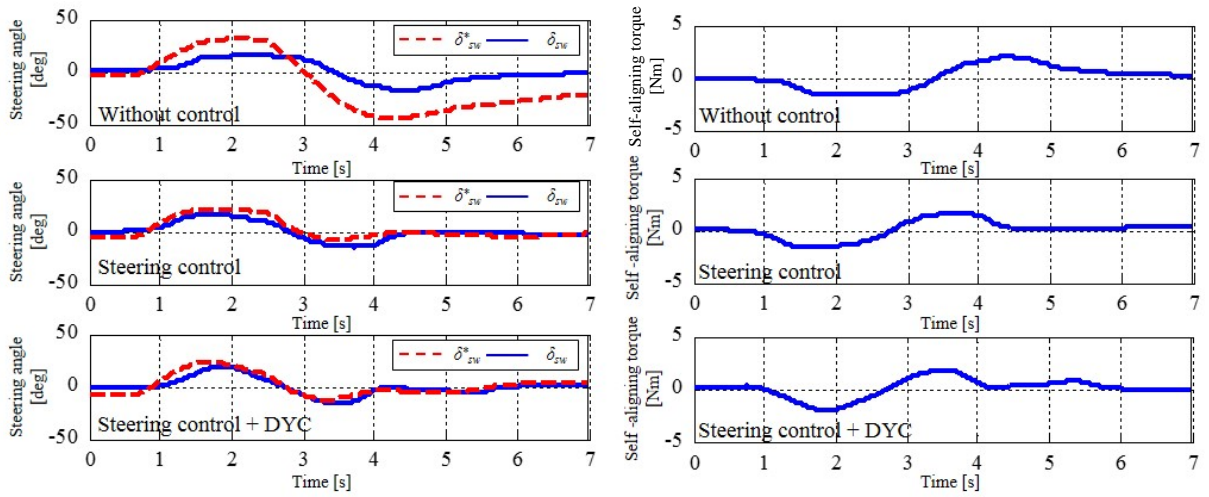 Steering angle
[deg]
50
0
-50
δ*sw δsw
Without control
0 1 2 3 4 5 6 7
Time [s]
Steering angle
[deg]
50
0
-50
δ*sw δsw
Steering control
0 1 2 3 4 5 6 7
Time [s]
Steering angle
[deg]
50
0
-50
δ*sw δsw
Steering control + DYC
0 1 2 3 4 5 6 7
Time [s]
Self-aligning torque
[Nm]
5
0
-5
Without control
0 1 2 3 4 5 6 7
Time [s]
Self -aligning torque
[Nm]
5
0
-5
Steering control
0 1 2 3 4 5 6 7
Time [s]
Self -aligning torque
[Nm]
5
0
-5
Steering control + DYC
0 1 2 3 4 5 6 7
Time [s]